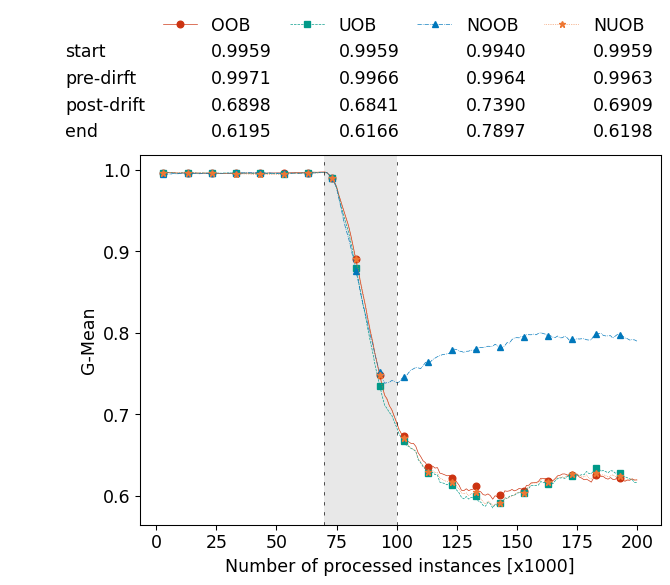 OOB UOB NOOB NUOB
start 0.9959 0.9959 0.9940 0.9959
pre-dirft 0.9971 0.9966 0.9964 0.9963
post-drift 0.6898 0.6841 0.7390 0.6909
end 0.6195 0.6166 0.7897 0.6198
1.0
0.9
0.8
0.7
0.6
G-Mean
0 25 50 75 100 125 150 175 200
Number of processed instances [x1000]